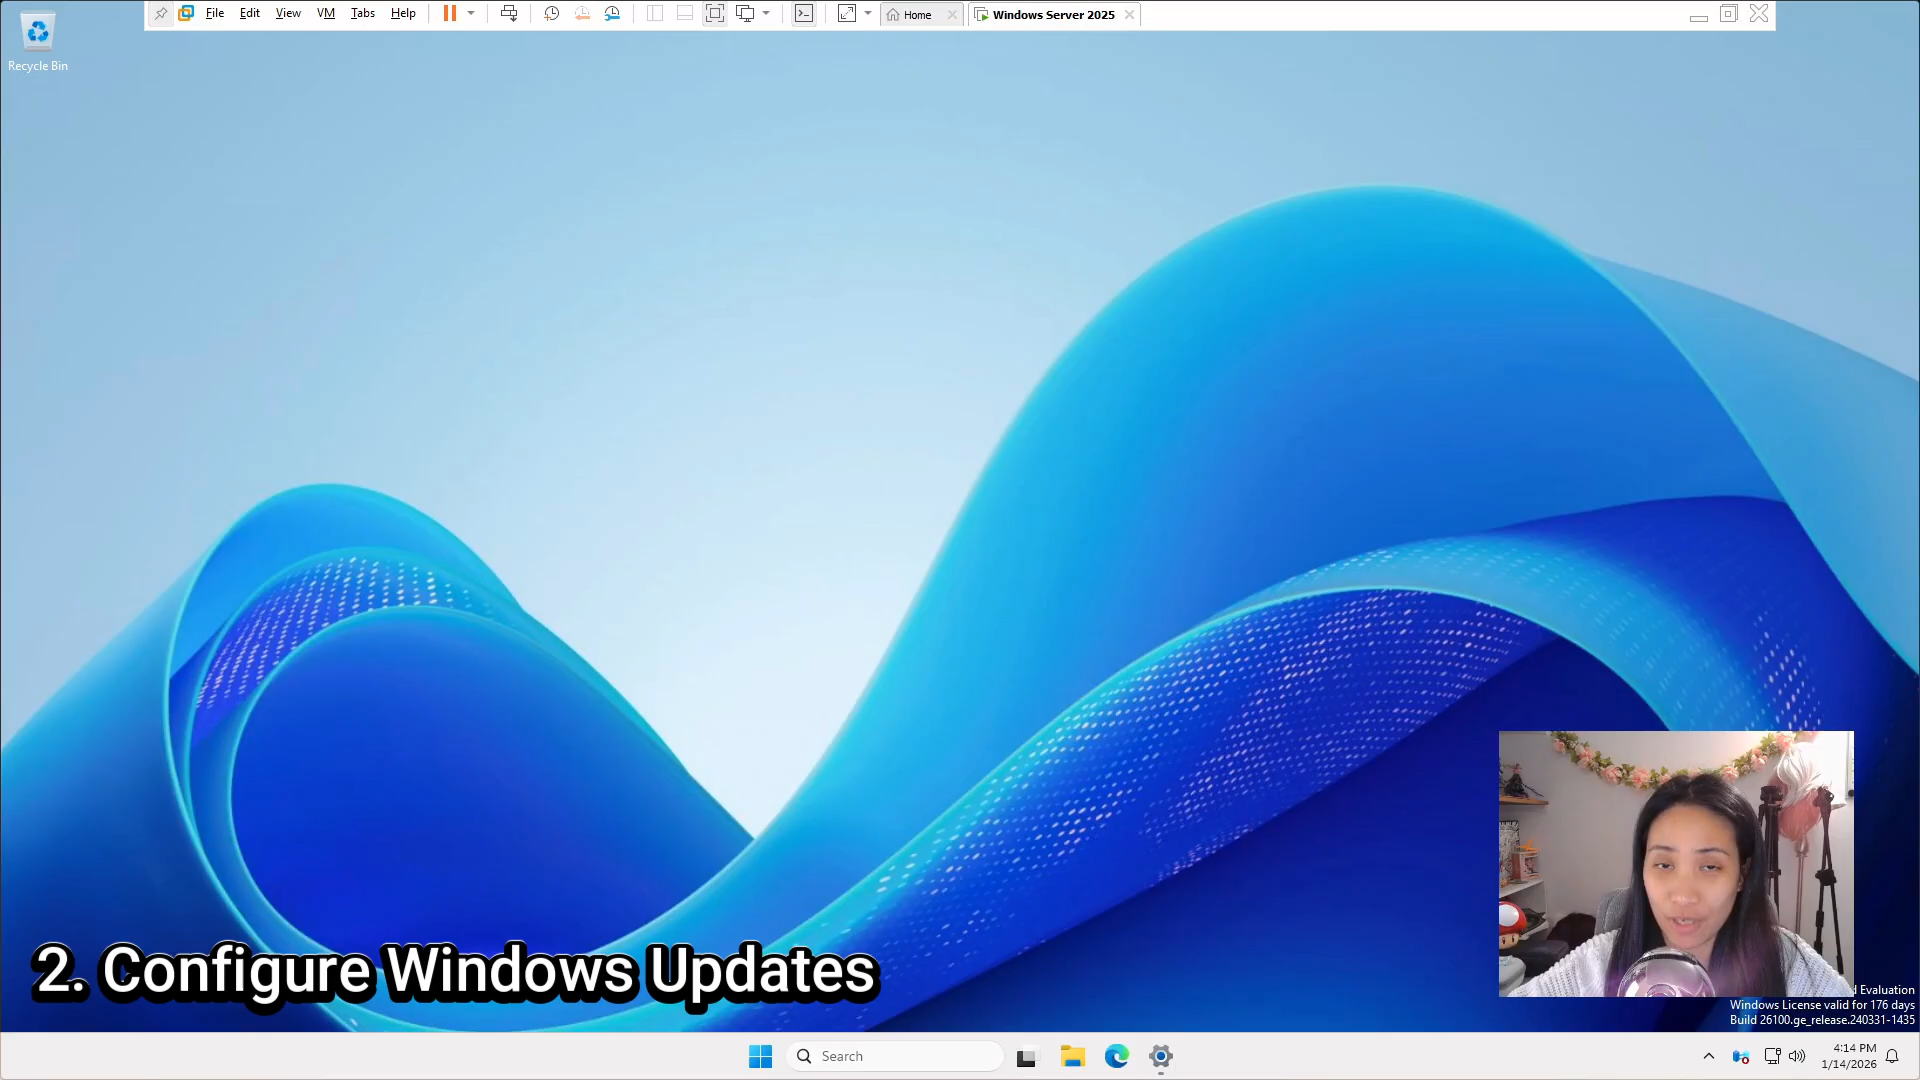 File Edit View VM Tabs Help Home Windows Server 2025
Recycle Bin
2. Configure Windows Updates
Evaluation
Windows License valid for 176 days
Build 26100.ge_release.240331-1435
Search
4:14 PM
1/14/2026